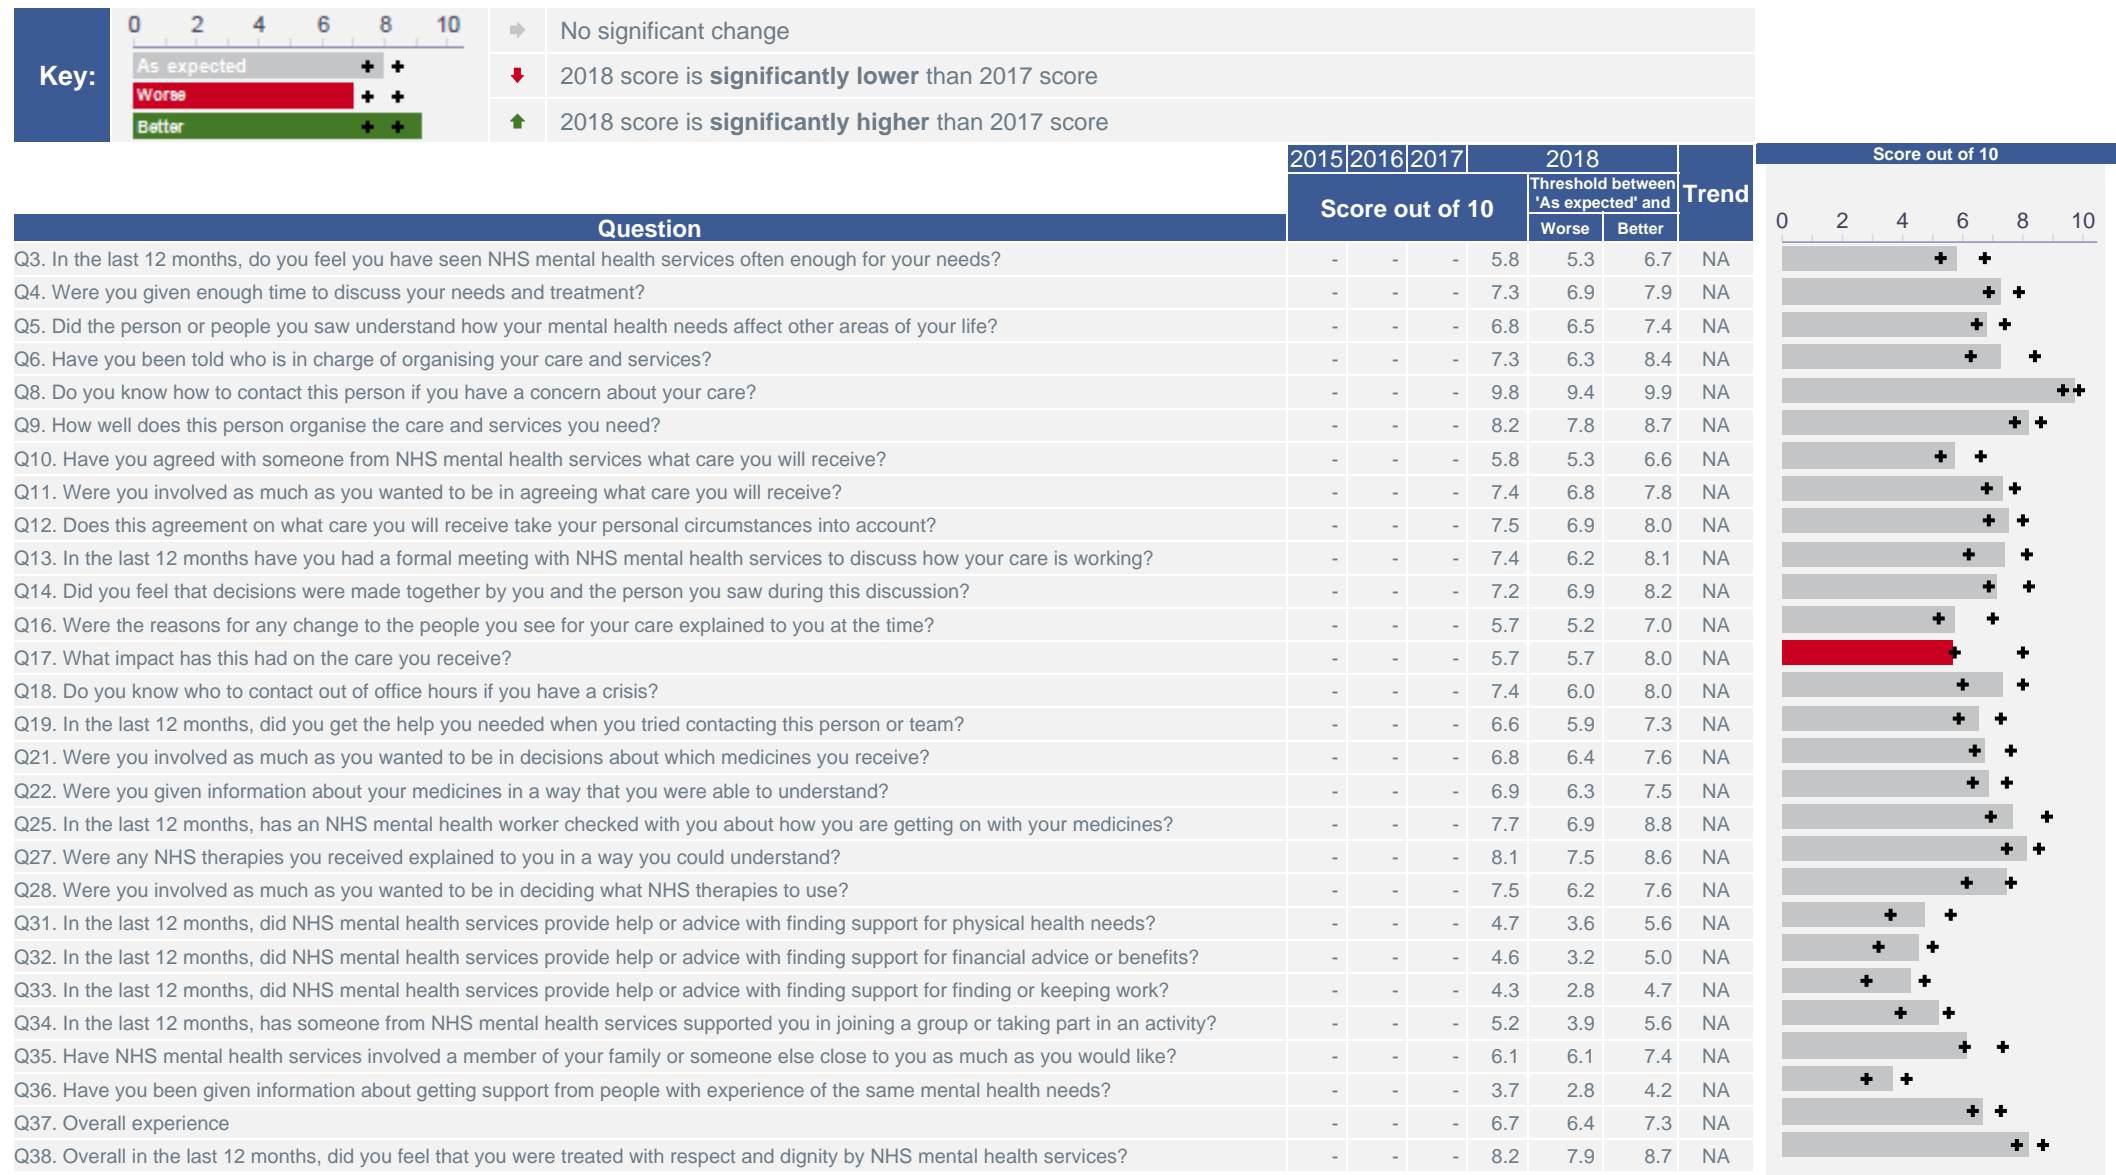 Key:
0 2 4 6 8 10
As expected
Worse
Better
No significant change
2018 score is significantly lower than 2017 score
2018 score is significantly higher than 2017 score
2015 2016 2017 2018 Trend Score out of 10
Score out of 10
Threshold between 'As expected' and
Question Worse Better
0 2 4 6 8 10
Q3. In the last 12 months, do you feel you have seen NHS mental health services often enough for your needs? - - - 5.8 5.3 6.7 NA
Q4. Were you given enough time to discuss your needs and treatment? - - - 7.3 6.9 7.9 NA
Q5. Did the person or people you saw understand how your mental health needs affect other areas of your life? - - - 6.8 6.5 7.4 NA
Q6. Have you been told who is in charge of organising your care and services? - - - 7.3 6.3 8.4 NA
Q8. Do you know how to contact this person if you have a concern about your care? - - - 9.8 9.4 9.9 NA
Q9. How well does this person organise the care and services you need? - - - 8.2 7.8 8.7 NA
Q10. Have you agreed with someone from NHS mental health services what care you will receive? - - - 5.8 5.3 6.6 NA
Q11. Were you involved as much as you wanted to be in agreeing what care you will receive? - - - 7.4 6.8 7.8 NA
Q12. Does this agreement on what care you will receive take your personal circumstances into account? - - - 7.5 6.9 8.0 NA
Q13. In the last 12 months have you had a formal meeting with NHS mental health services to discuss how your care is working? - - - 7.4 6.2 8.1 NA
Q14. Did you feel that decisions were made together by you and the person you saw during this discussion? - - - 7.2 6.9 8.2 NA
Q16. Were the reasons for any change to the people you see for your care explained to you at the time? - - - 5.7 5.2 7.0 NA
Q17. What impact has this had on the care you receive? - - - 5.7 5.7 8.0 NA
Q18. Do you know who to contact out of office hours if you have a crisis? - - - 7.4 6.0 8.0 NA
Q19. In the last 12 months, did you get the help you needed when you tried contacting this person or team? - - - 6.6 5.9 7.3 NA
Q21. Were you involved as much as you wanted to be in decisions about which medicines you receive? - - - 6.8 6.4 7.6 NA
Q22. Were you given information about your medicines in a way that you were able to understand? - - - 6.9 6.3 7.5 NA
Q25. In the last 12 months, has an NHS mental health worker checked with you about how you are getting on with your medicines? - - - 7.7 6.9 8.8 NA
Q27. Were any NHS therapies you received explained to you in a way you could understand? - - - 8.1 7.5 8.6 NA
Q28. Were you involved as much as you wanted to be in deciding what NHS therapies to use? - - - 7.5 6.2 7.6 NA
Q31. In the last 12 months, did NHS mental health services provide help or advice with finding support for physical health needs? - - - 4.7 3.6 5.6 NA
Q32. In the last 12 months, did NHS mental health services provide help or advice with finding support for financial advice or benefits? - - - 4.6 3.2 5.0 NA
Q33. In the last 12 months, did NHS mental health services provide help or advice with finding support for finding or keeping work? - - - 4.3 2.8 4.7 NA
Q34. In the last 12 months, has someone from NHS mental health services supported you in joining a group or taking part in an activity? - - - 5.2 3.9 5.6 NA
Q35. Have NHS mental health services involved a member of your family or someone else close to you as much as you would like? - - - 6.1 6.1 7.4 NA
Q36. Have you been given information about getting support from people with experience of the same mental health needs? - - - 3.7 2.8 4.2 NA
Q37. Overall experience - - - 6.7 6.4 7.3 NA
Q38. Overall in the last 12 months, did you feel that you were treated with respect and dignity by NHS mental health services? - - - 8.2 7.9 8.7 NA